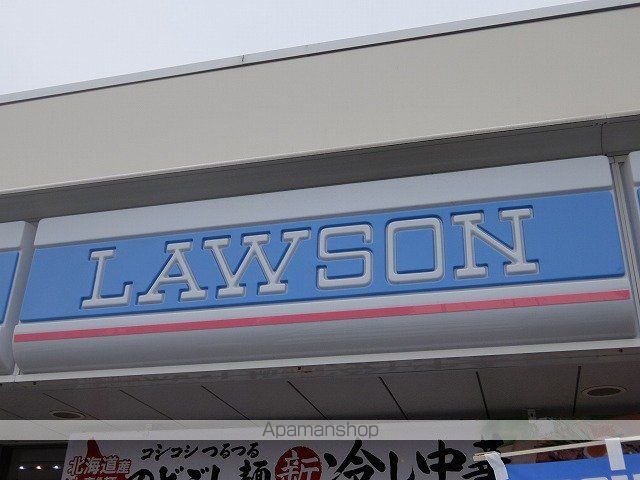 LAWSON
Apamanshop
コシコシ つるつる
北海道産
のどごし麺 新 冷し中華